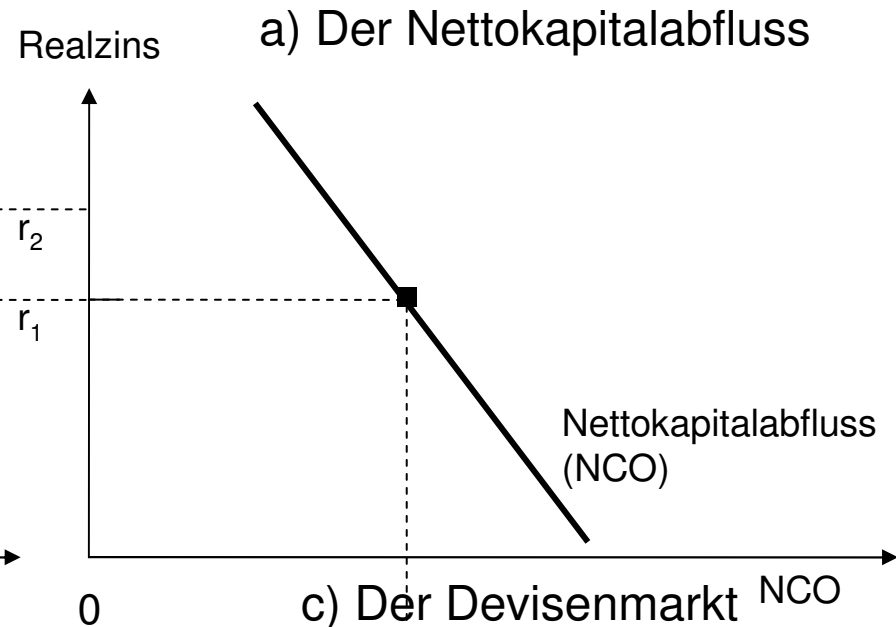 a) Der Nettokapitalabfluss
Realzins
r₂
r₁
Nettokapitalabfluss
(NCO)
0
c) Der Devisenmarkt
NCO